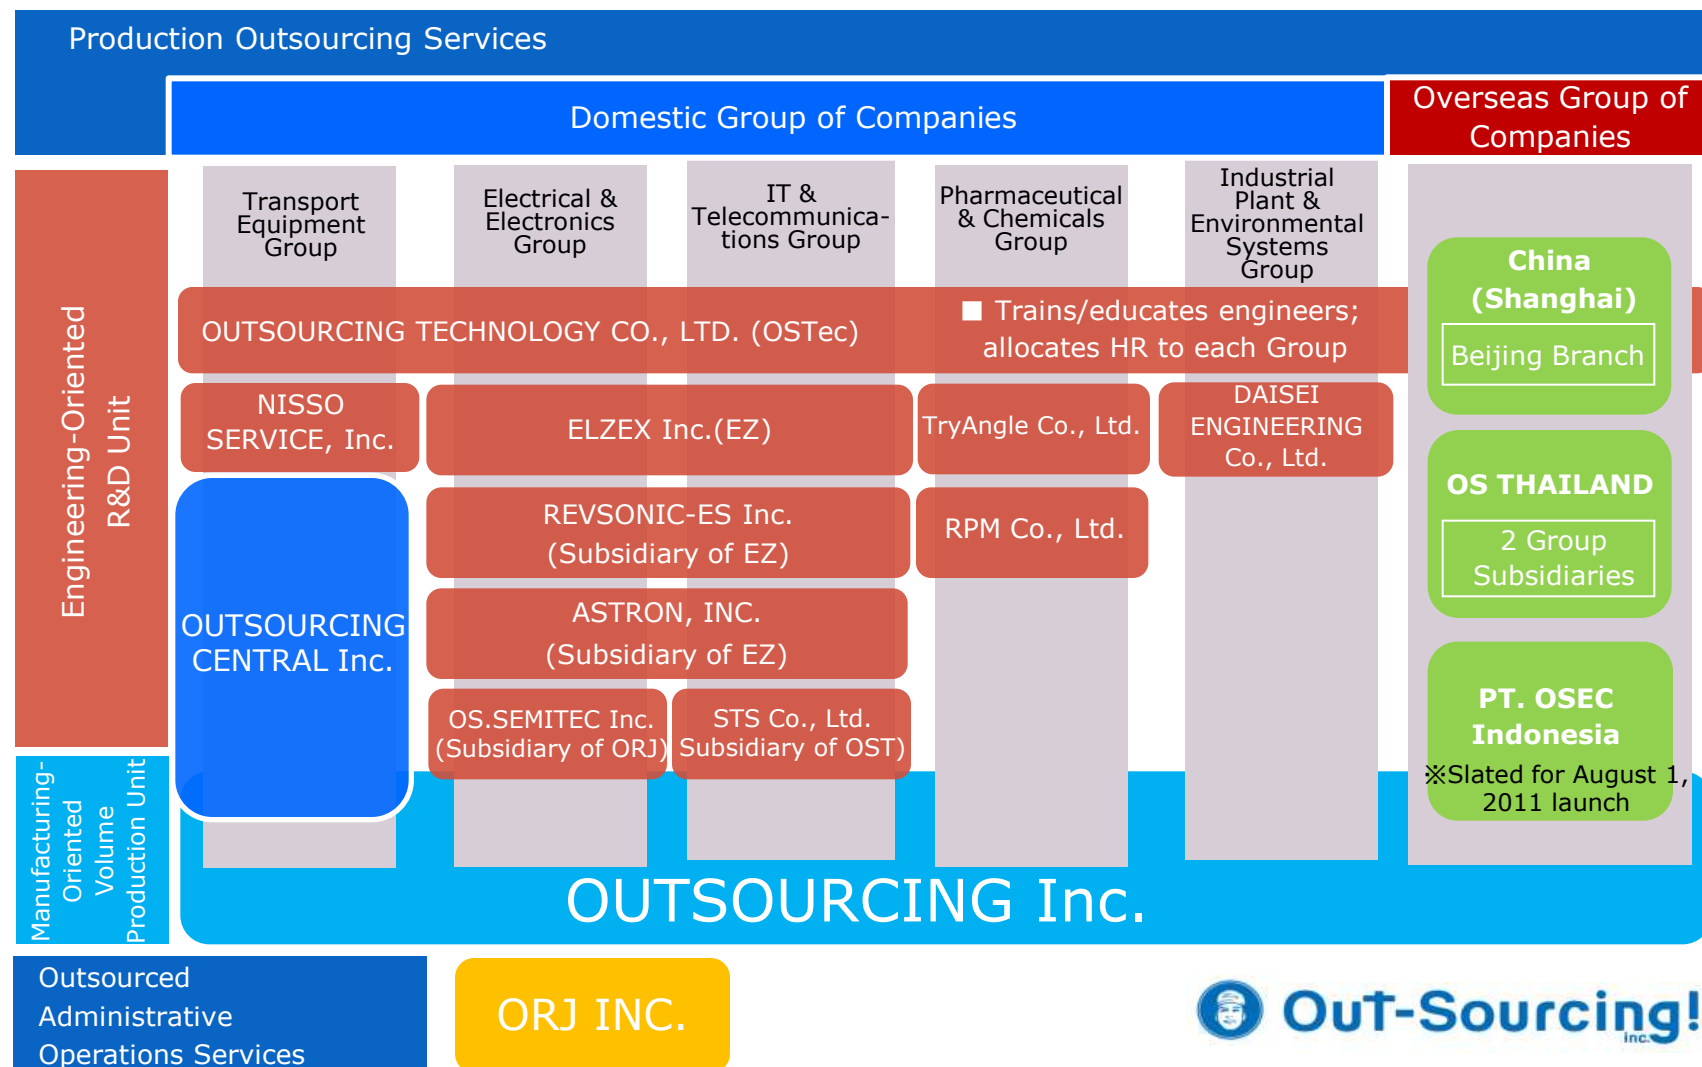 Production Outsourcing Services
Domestic Group of Companies
Overseas Group of
Companies
Engineering-Oriented
R&D Unit
Transport
Equipment
Group
Electrical &
Electronics
Group
IT &
Telecommunica-
tions Group
Pharmaceutical
& Chemicals
Group
Industrial
Plant &
Environmental
Systems
Group
OUTSOURCING TECHNOLOGY CO., LTD. (OSTec)
■ Trains/educates engineers;
allocates HR to each Group
NISSO
SERVICE, Inc.
ELZEX Inc.(EZ)
TryAngle Co., Ltd.
DAISEI
ENGINEERING
Co., Ltd.
REVSONIC-ES Inc.
(Subsidiary of EZ)
RPM Co., Ltd.
OUTSOURCING
CENTRAL Inc.
ASTRON, INC.
(Subsidiary of EZ)
OS.SEMITEC Inc.
(Subsidiary of ORJ)
STS Co., Ltd.
Subsidiary of OST)
China
(Shanghai)
Beijing Branch
OS THAILAND
2 Group
Subsidiaries
PT. OSEC
Indonesia
※Slated for August 1,
2011 launch
Manufacturing-
Oriented
Volume
Production Unit
OUTSOURCING Inc.
Outsourced
Administrative
Operations Services
ORJ INC.
OuT-Sourcing!
inc.